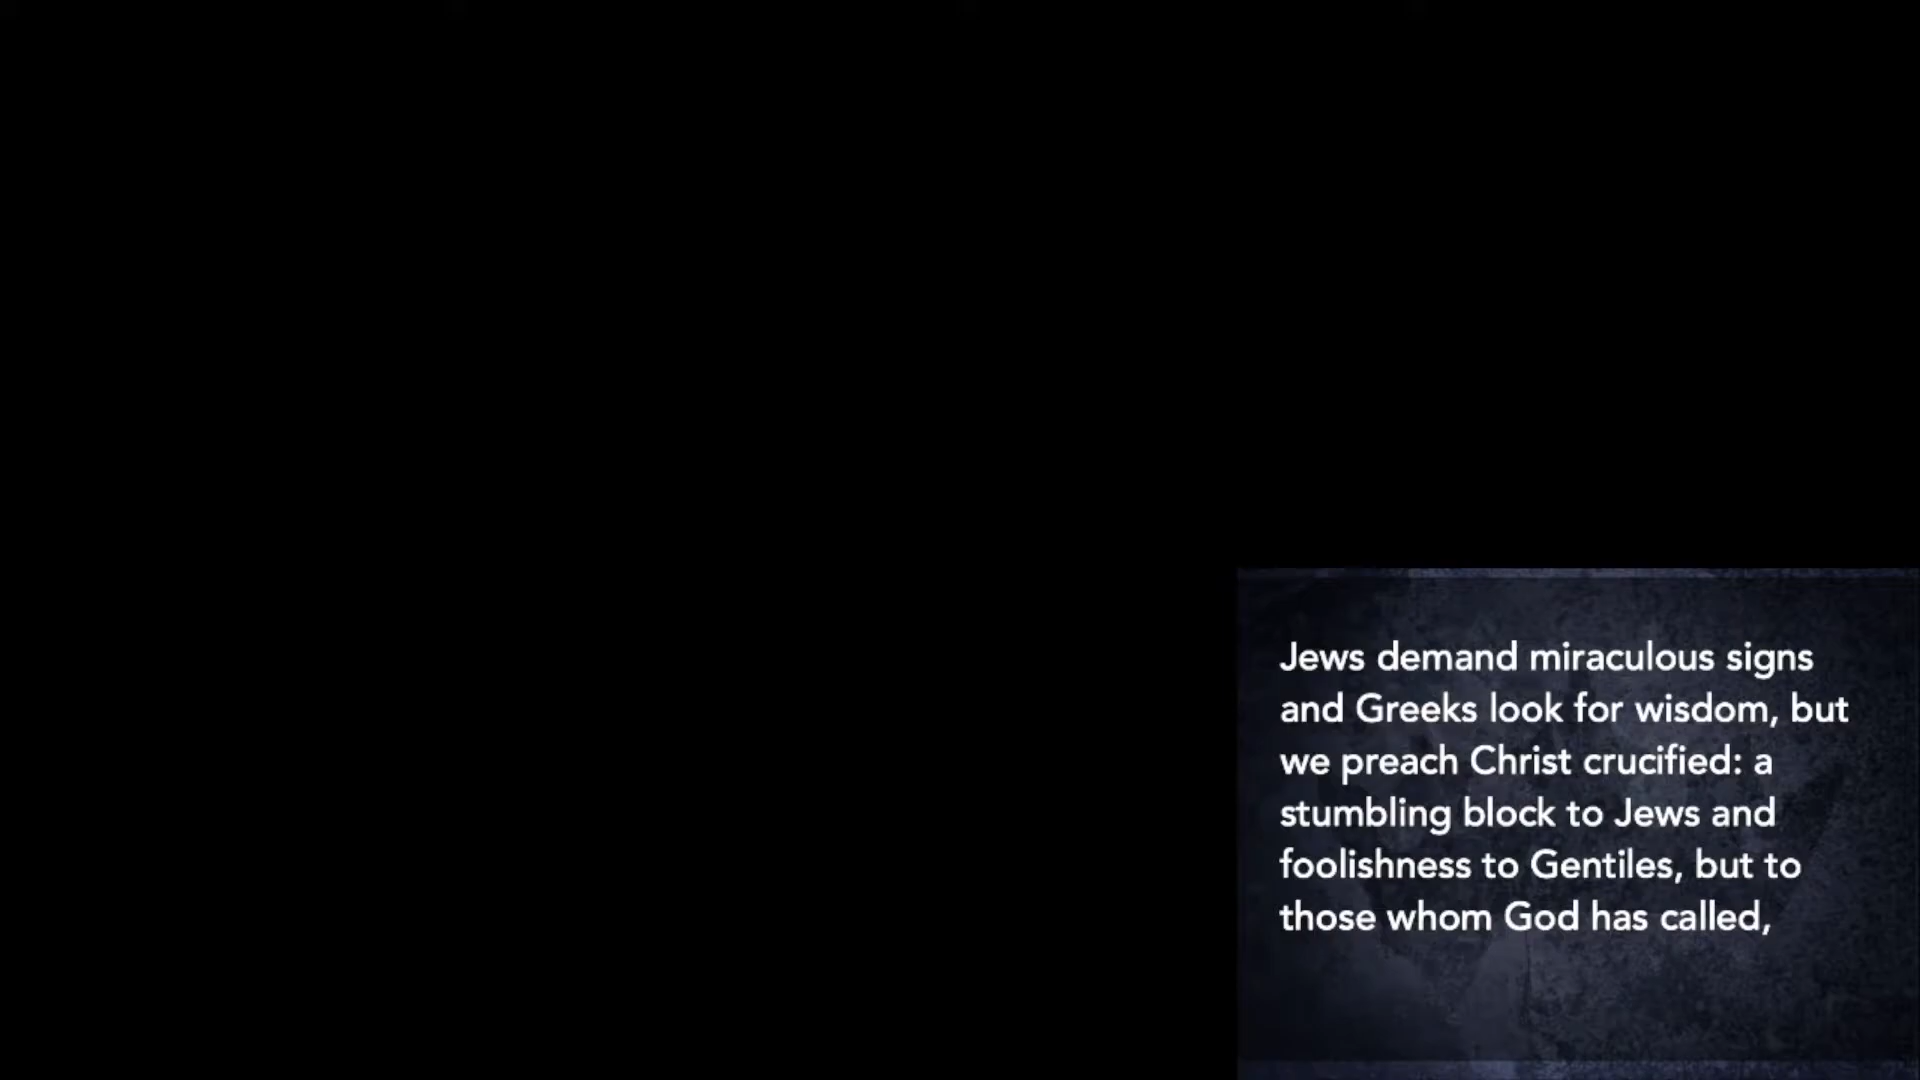 Jews demand miraculous signs
and Greeks look for wisdom, but
we preach Christ crucified: a
stumbling block to Jews and
foolishness to Gentiles, but to
those whom God has called,